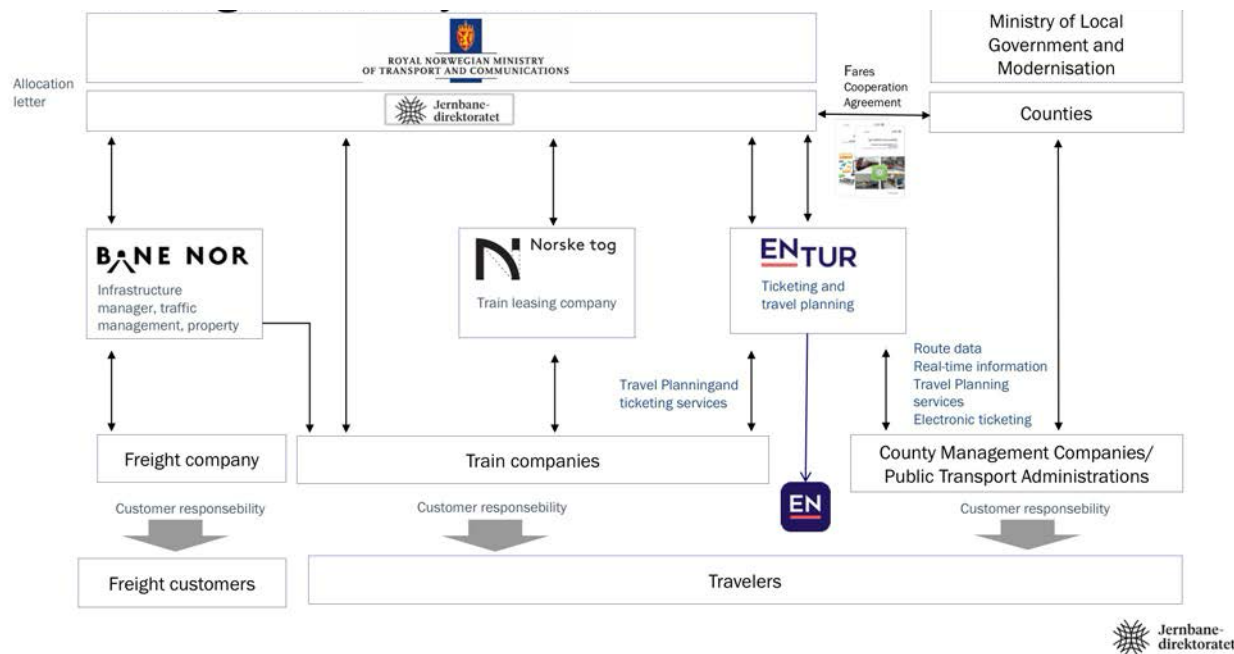 ROYAL NORWEGIAN MINISTRY
OF TRANSPORT AND COMMUNICATIONS
Ministry of Local
Government and
Modernisation
Allocation
letter
Jernbane-
direktoratet
Fares
Cooperation
Agreement
Counties
BANE NOR
Infrastructure
manager, traffic
management, property
Norske tog
Train leasing company
ENTUR
Ticketing and
travel planning
Travel Planningand
ticketing services
Route data
Real-time information
Travel Planning
services
Electronic ticketing
Freight company
Train companies
County Management Companies/
Public Transport Administrations
EN
Customer responsebility
Customer responsebility
Customer responsebility
Freight customers
Travelers
Jernbane-
direktoratet